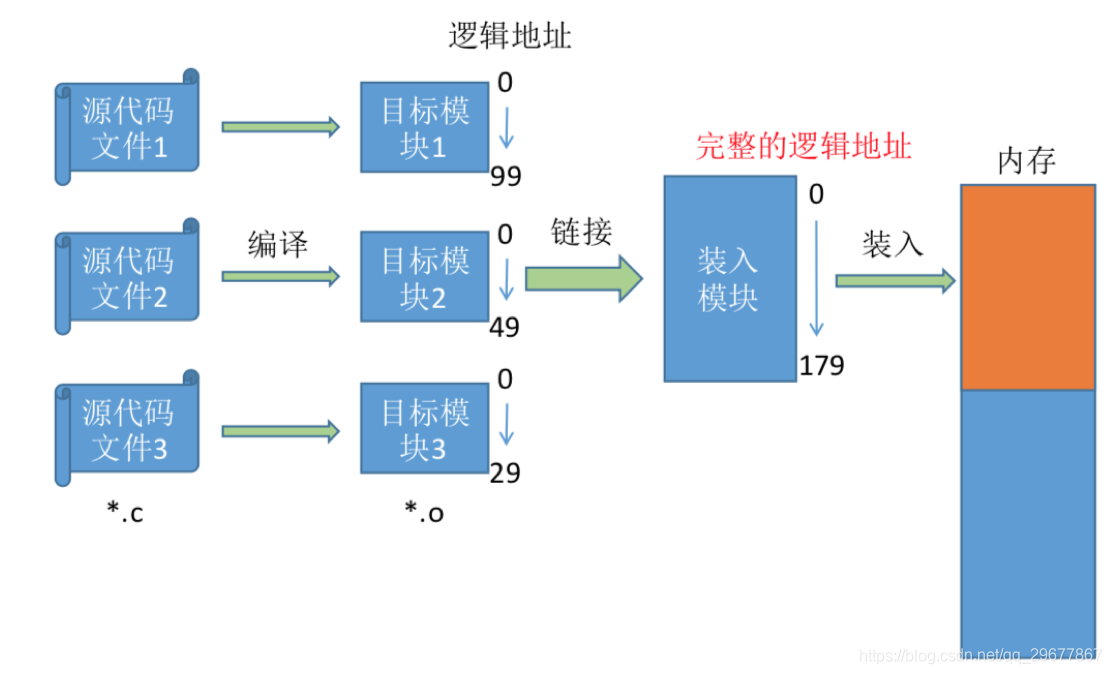 逻辑地址
源代码
文件1
目标模
块1
0
99
源代码
文件2
编译
目标模
块2
0
49
链接
源代码
文件3
目标模
块3
0
29
*.c
*.o
完整的逻辑地址
装入
模块
0
179
装入
内存
https://blog.csdn.net/qq_29677867